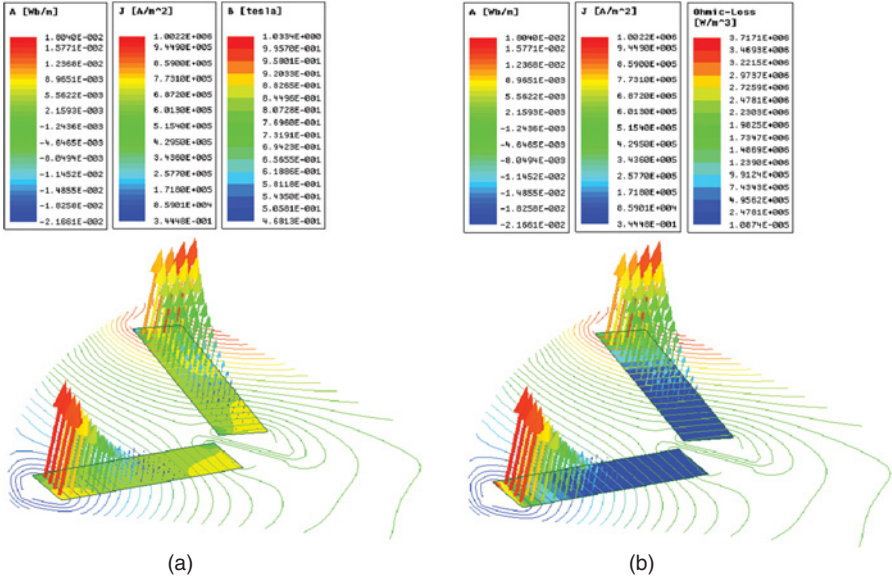 A [Wb/m]
1.8040E-002
1.5771E-002
1.2368E-002
8.9651E-003
5.5622E-003
2.1593E-003
-1.2436E-003
-4.6465E-003
-8.0494E-003
-1.1452E-002
-1.4855E-002
-1.8258E-002
-2.1661E-002
J [A/m^2]
1.0022E+006
9.4490E+005
8.5900E+005
7.7310E+005
6.8720E+005
6.0130E+005
5.1540E+005
4.2950E+005
3.4360E+005
2.5770E+005
1.7180E+005
8.5901E+004
3.4448E-001
B [tesla]
1.0334E+000
9.9570E-001
9.5801E-001
9.2033E-001
8.8265E-001
8.4496E-001
8.0728E-001
7.6960E-001
7.3191E-001
6.9423E-001
6.5655E-001
6.1886E-001
5.8118E-001
5.4350E-001
5.0581E-001
4.6813E-001
(a)
A [Wb/m]
1.8040E-002
1.5771E-002
1.2368E-002
8.9651E-003
5.5622E-003
2.1593E-003
-1.2436E-003
-4.6465E-003
-8.0494E-003
-1.1452E-002
-1.4855E-002
-1.8258E-002
-2.1661E-002
J [A/m^2]
1.0022E+006
9.4490E+005
8.5900E+005
7.7310E+005
6.8720E+005
6.0130E+005
5.1540E+005
4.2950E+005
3.4360E+005
2.5770E+005
1.7180E+005
8.5901E+004
3.4448E-001
Ohmic-Loss
[W/m^3]
3.7171E+006
3.4693E+006
3.2215E+006
2.9737E+006
2.7259E+006
2.4781E+006
2.2303E+006
1.9825E+006
1.7347E+006
1.4869E+006
1.2390E+006
9.9124E+005
7.4343E+005
4.9562E+005
2.4781E+005
1.0874E+005
(b)